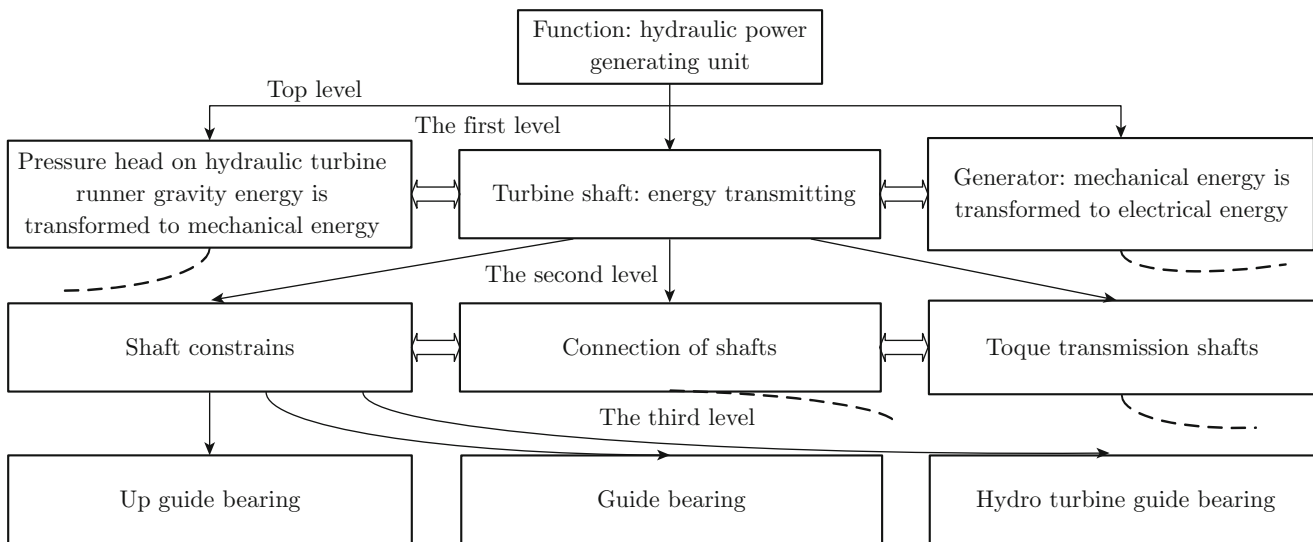 Function: hydraulic power
generating unit
Top level
The first level
Pressure head on hydraulic turbine
runner gravity energy is
transformed to mechanical energy
Turbine shaft: energy transmitting
Generator: mechanical energy is
transformed to electrical energy
The second level
Shaft constrains
Connection of shafts
Toque transmission shafts
The third level
Up guide bearing
Guide bearing
Hydro turbine guide bearing